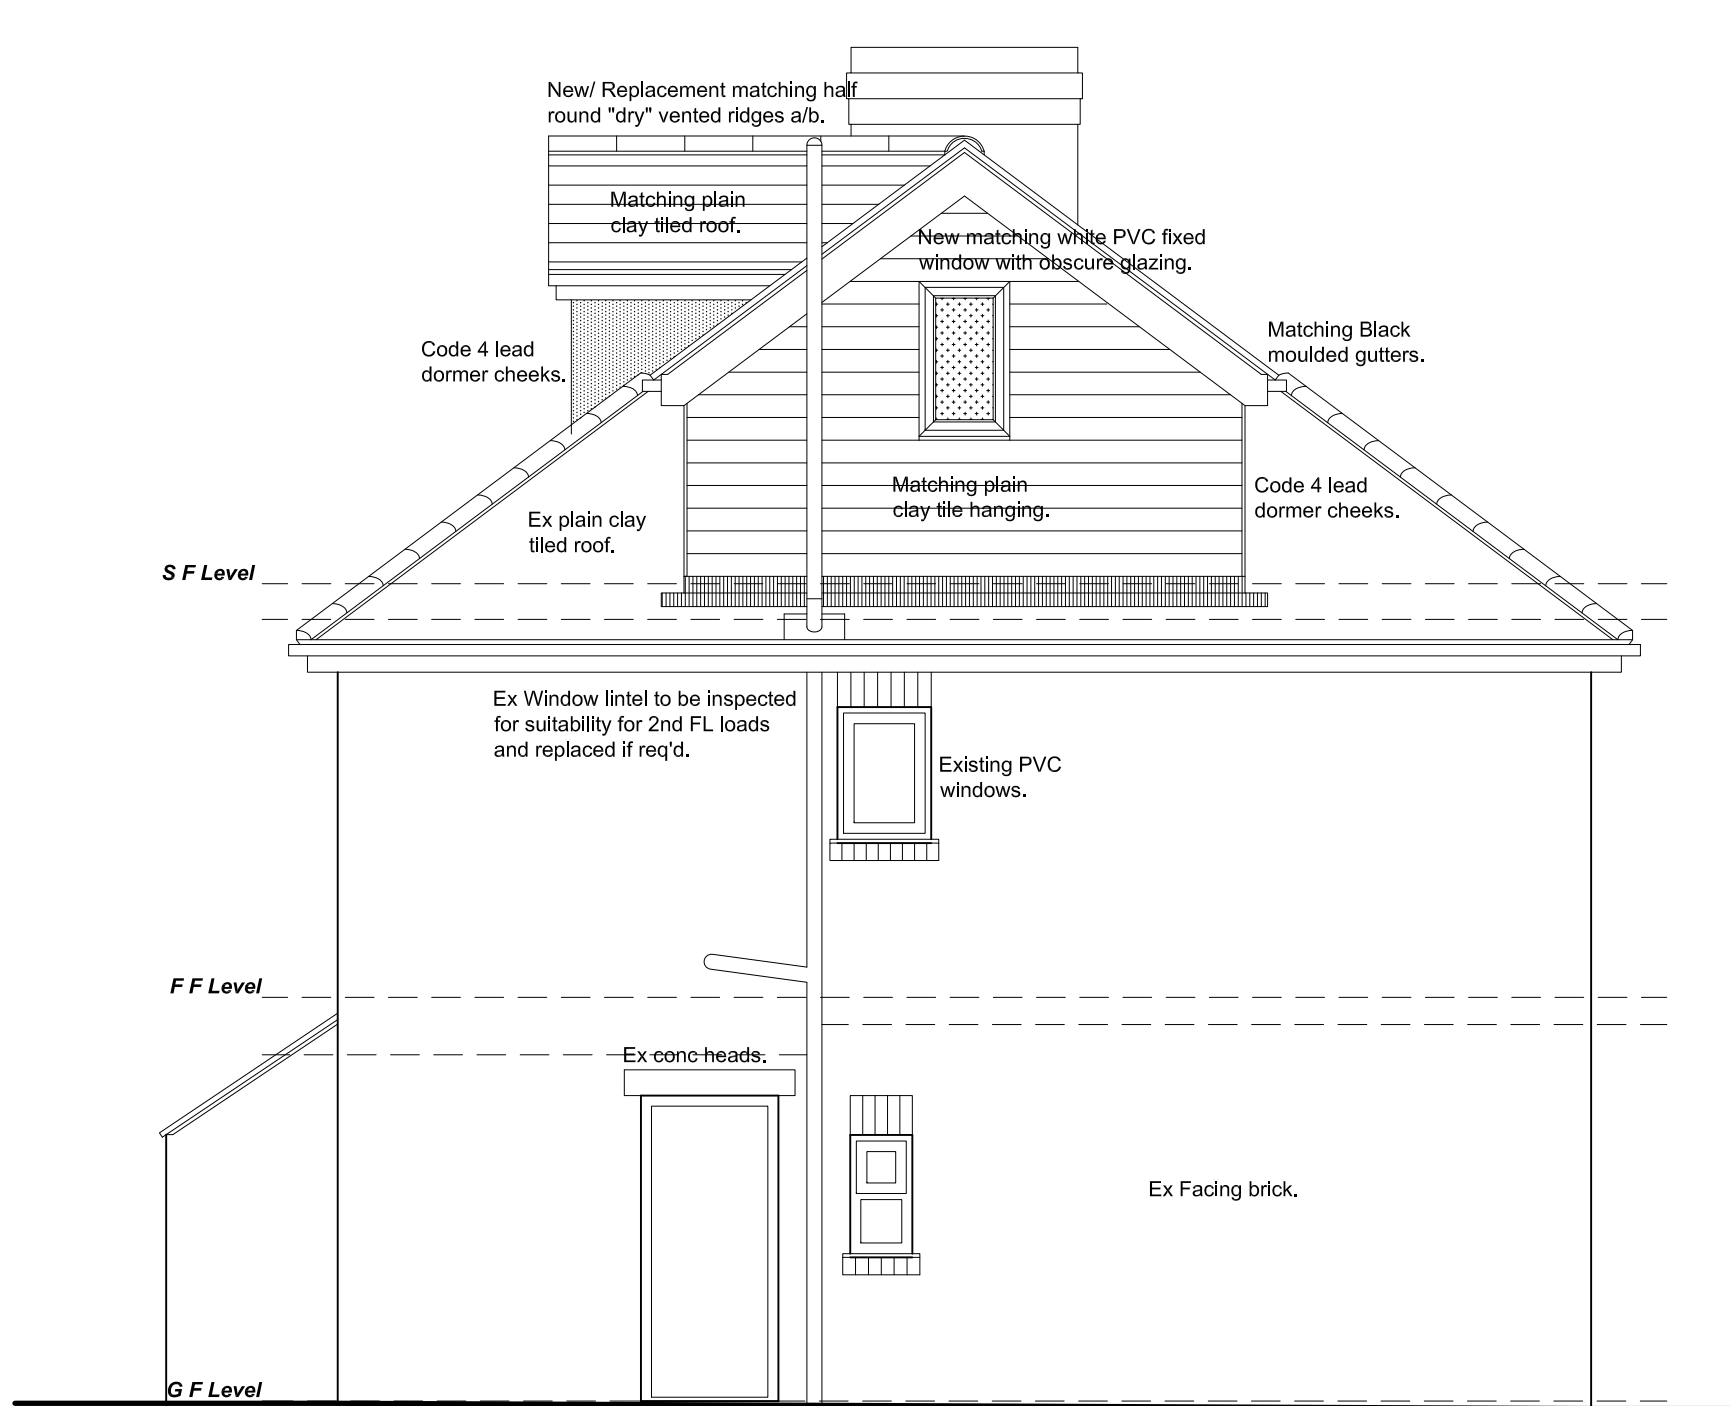 New/ Replacement matching half
round "dry" vented ridges a/b.
Matching plain
clay tiled roof.
New matching white PVC fixed
window with obscure glazing.
Code 4 lead
dormer cheeks.
Matching Black
moulded gutters.
Matching plain
clay tile hanging.
Code 4 lead
dormer cheeks.
Ex plain clay
tiled roof.
S F Level
Ex Window lintel to be inspected
for suitability for 2nd FL loads
and replaced if req'd.
Existing PVC
windows.
F F Level
Ex conc heads.
Ex Facing brick.
G F Level